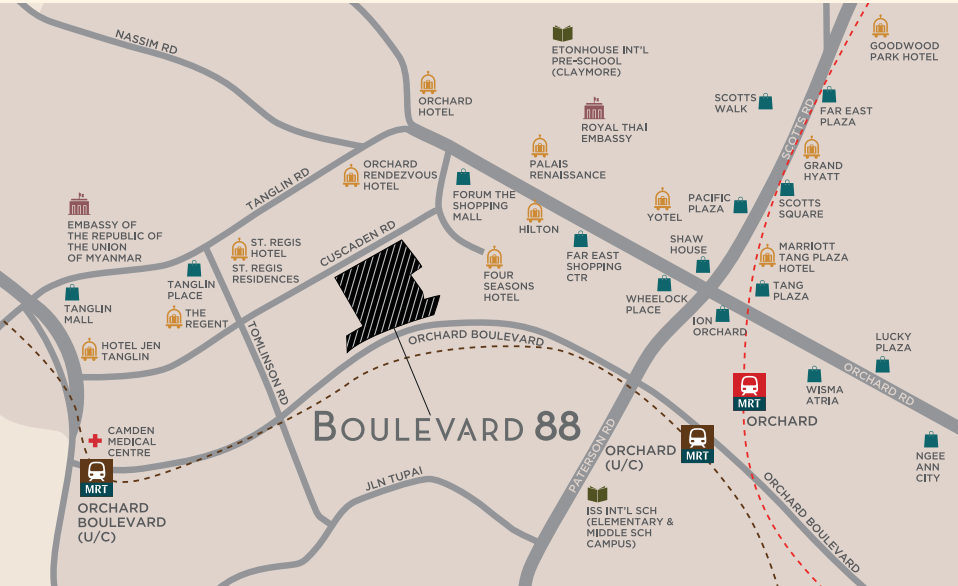 NASSIM RD
ETONHOUSE INT'L
PRE-SCHOOL
(CLAYMORE)
GOODWOOD
PARK HOTEL
ORCHARD
HOTEL
SCOTTS
WALK
FAR EAST
PLAZA
ROYAL THAI
EMBASSY
SCOTTS RD
ORCHARD
RENDEZVOUS
HOTEL
PALAIS
RENAISSANCE
GRAND
HYATT
TANGLIN RD
FORUM THE
SHOPPING
MALL
YOTEL
PACIFIC
PLAZA
SCOTTS
SQUARE
EMBASSY OF
THE REPUBLIC OF
THE UNION
OF MYANMAR
HILTON
CUSCADEN RD
ST. REGIS
HOTEL
ST. REGIS
RESIDENCES
FAR EAST
SHOPPING
CTR
SHAW
HOUSE
MARRIOTT
TANG PLAZA
HOTEL
TANGLIN
PLACE
FOUR
SEASONS
HOTEL
TANG
PLAZA
TANGLIN
MALL
THE
REGENT
WHEELOCK
PLACE
ION
ORCHARD
HOTEL JEN
TANGLIN
TOMLINSON RD
ORCHARD BOULEVARD
LUCKY
PLAZA
ORCHARD RD
WISMA
ATRIA
MRT
ORCHARD
BOULEVARD 88
CAMDEN
MEDICAL
CENTRE
PATERSON RD
MRT
ORCHARD
(U/C)
NGEE
ANN
CITY
MRT
ORCHARD
BOULEVARD
(U/C)
JLN TUPAI
ORCHARD BOULEVARD
ISS INT'L SCH
(ELEMENTARY &
MIDDLE SCH
CAMPUS)